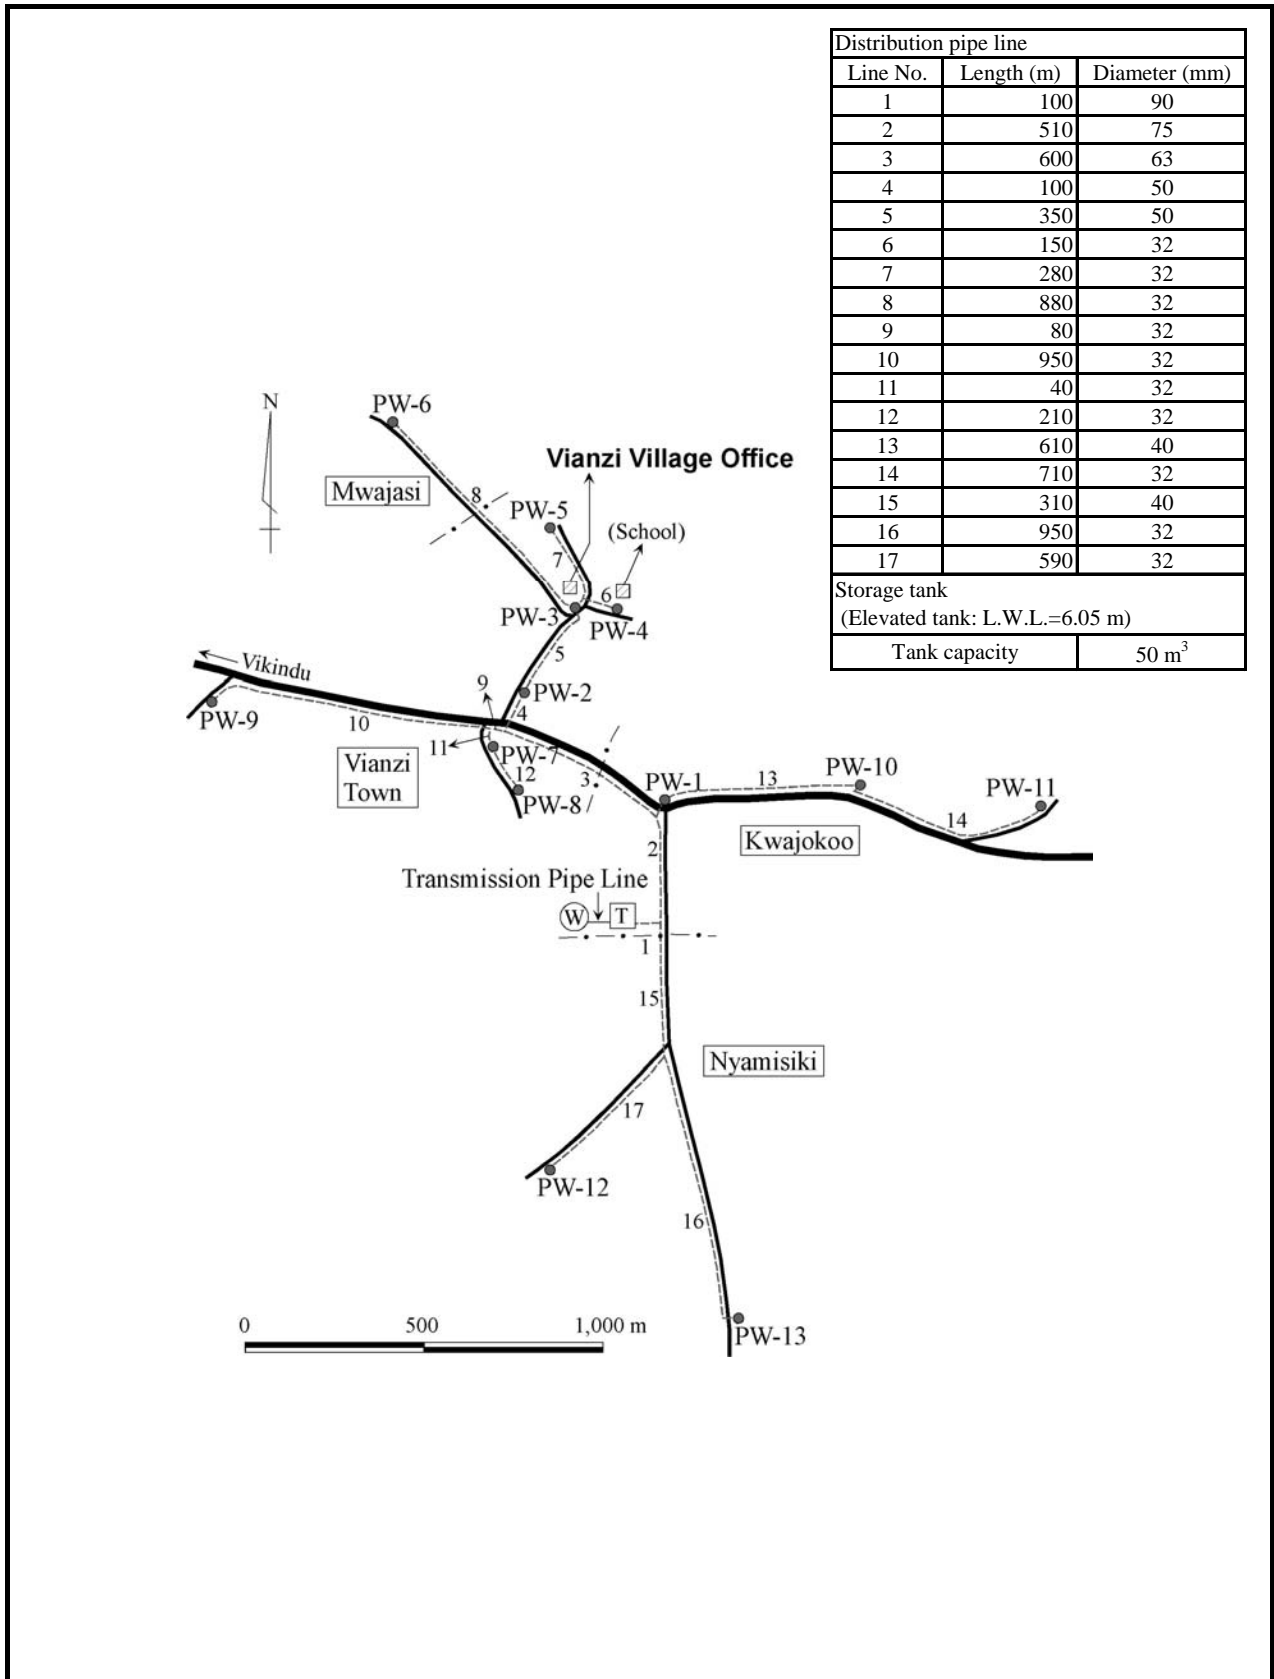 Distribution pipe line
Line No. Length (m) Diameter (mm)
1 100 90
2 510 75
3 600 63
4 100 50
5 350 50
6 150 32
7 280 32
8 880 32
9 80 32
10 950 32
11 40 32
12 210 32
13 610 40
14 710 32
15 310 40
16 950 32
17 590 32
Storage tank
(Elevated tank: L.W.L.=6.05 m)
Tank capacity 50 m³
N
PW-6
Vianzi Village Office
Mwajasi
8
PW-5
(School)
7
6
PW-3
PW-4
5
Vikindu
9
PW-2
PW-9
10
4
11
PW-7
Vianzi
Town
12
3
PW-8
PW-1
13
PW-10
PW-11
14
2
Kwajokoo
Transmission Pipe Line
W
T
1
15
Nyamisiki
17
PW-12
16
0 500 1,000 m
PW-13